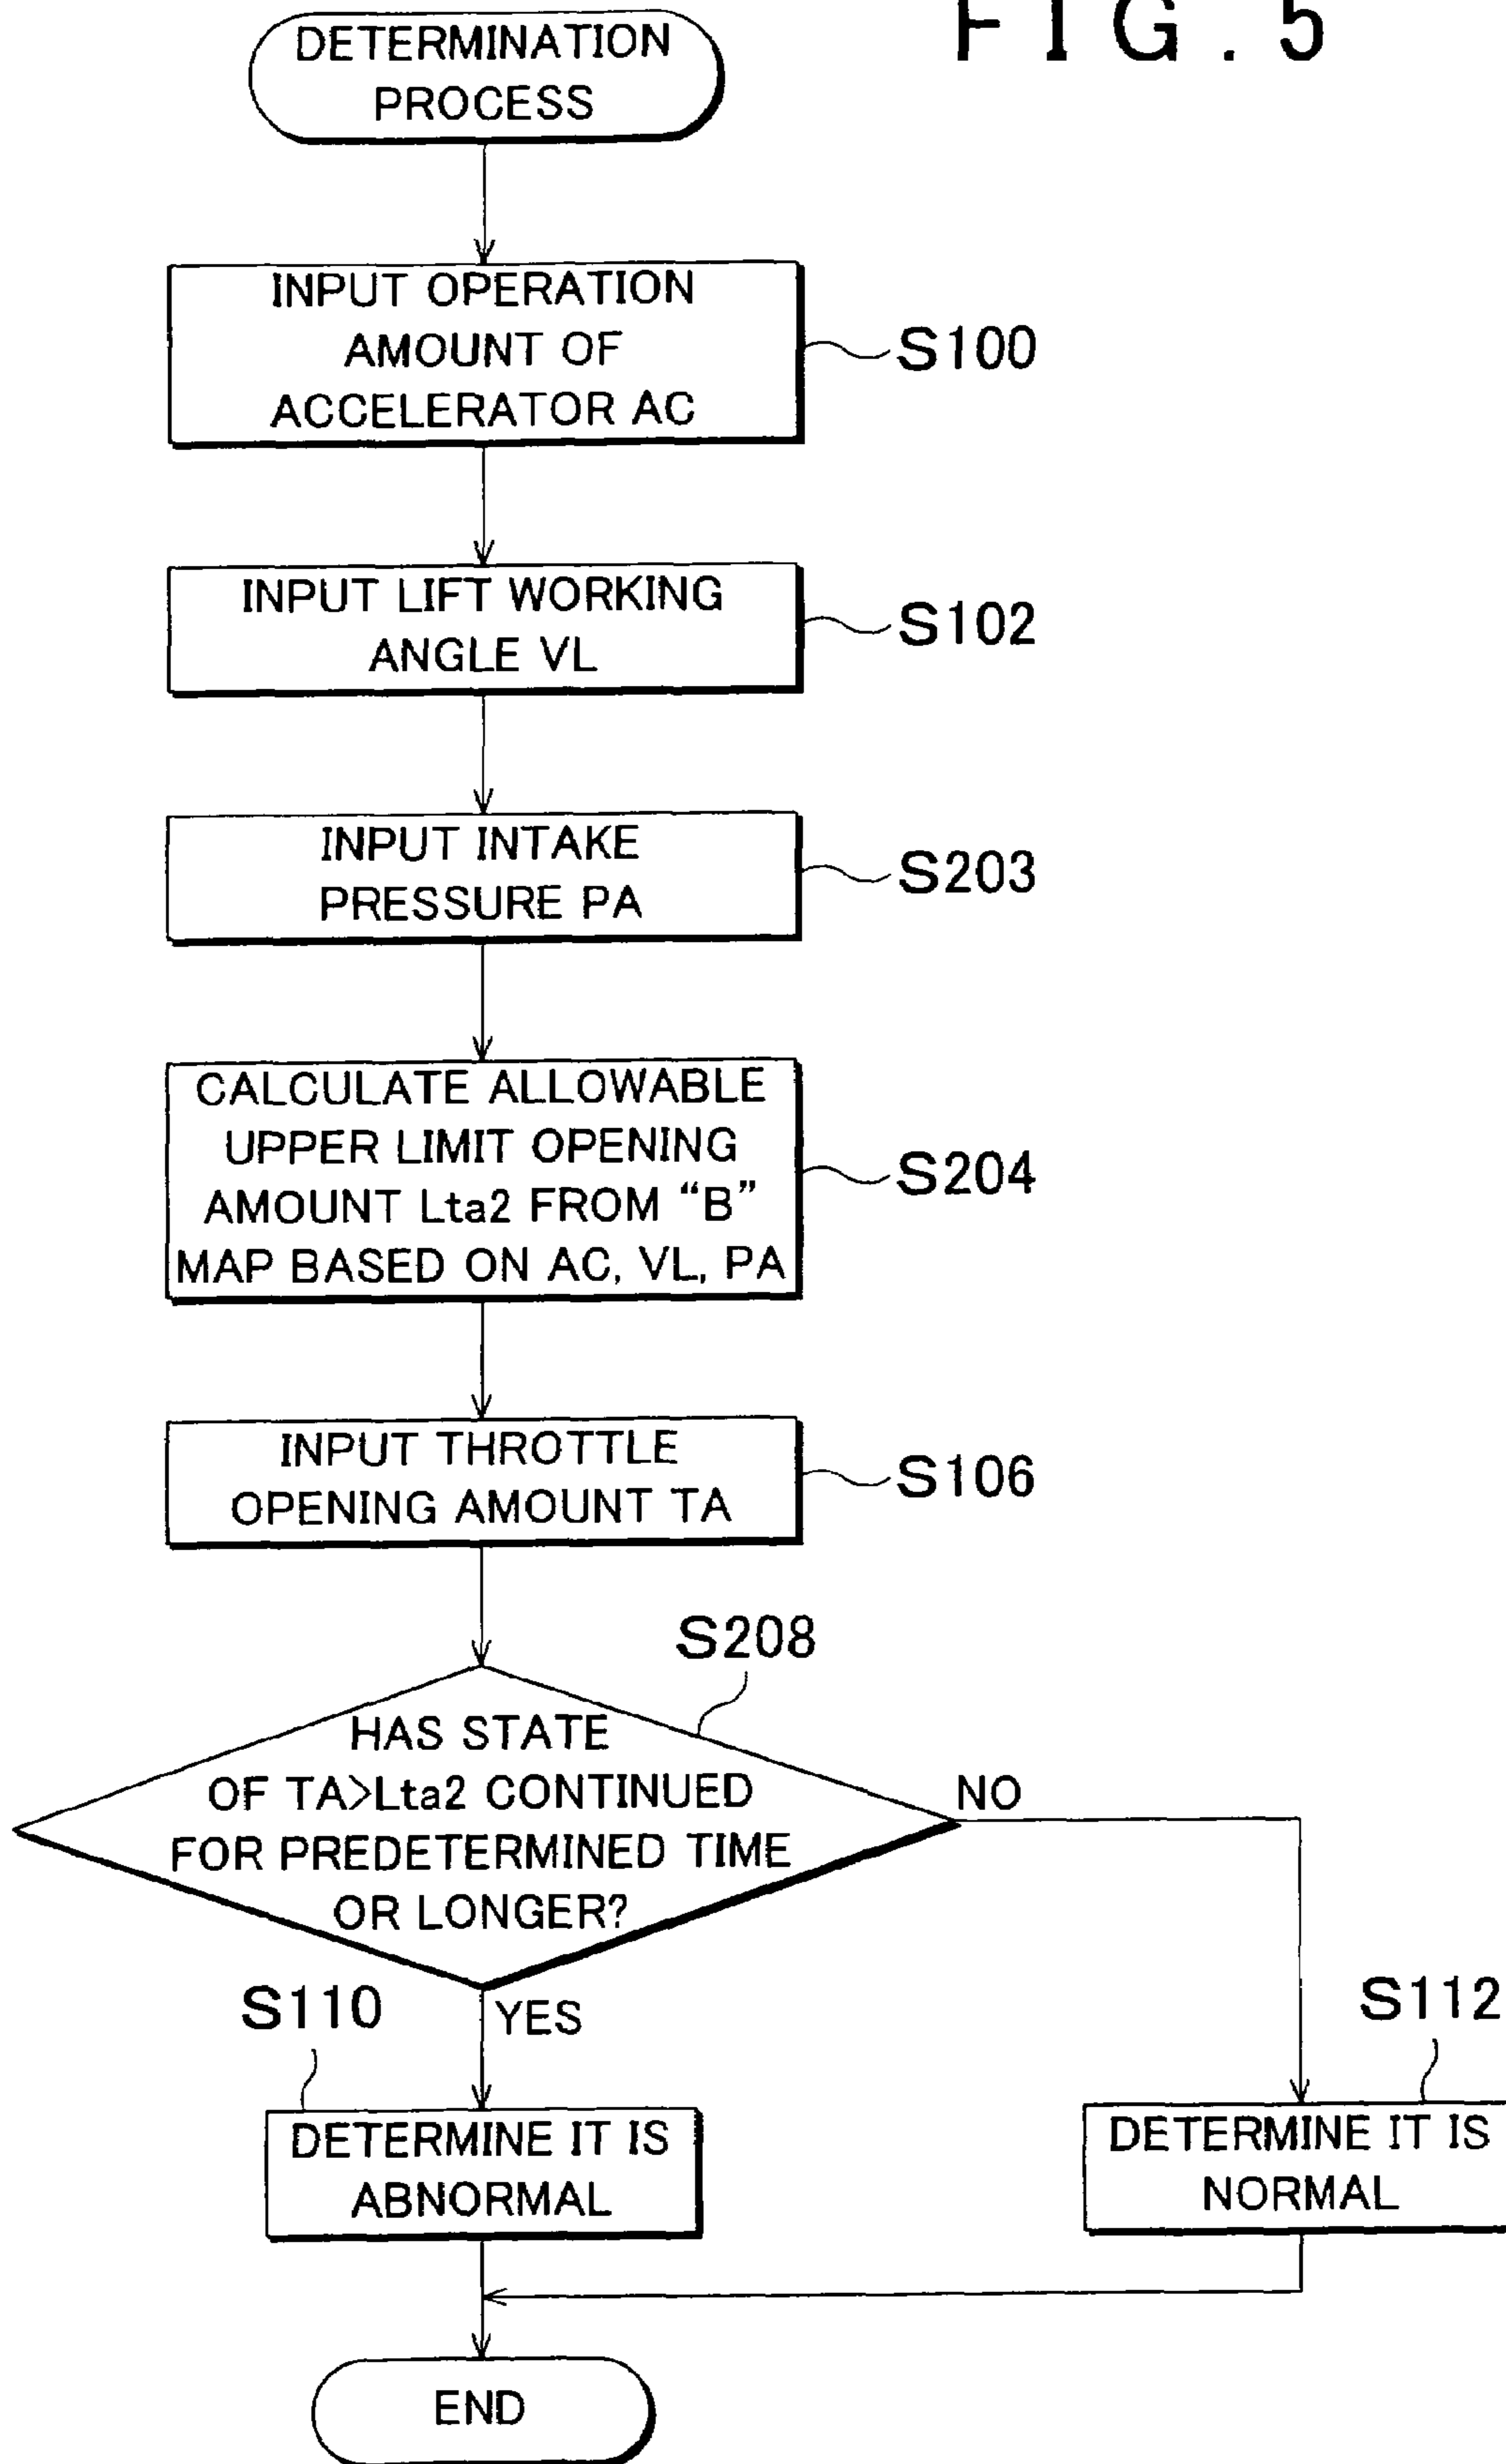 FIG.5
DETERMINATION
PROCESS
INPUT OPERATION
AMOUNT OF
ACCELERATOR AC
S100
INPUT LIFT WORKING
ANGLE VL
S102
INPUT INTAKE
PRESSURE PA
S203
CALCULATE ALLOWABLE
UPPER LIMIT OPENING
AMOUNT Lta2 FROM “B”
MAP BASED ON AC, VL, PA
S204
INPUT THROTTLE
OPENING AMOUNT TA
S106
S208
HAS STATE
OF TA>Lta2 CONTINUED
FOR PREDETERMINED TIME
OR LONGER?
NO
YES
S110
DETERMINE IT IS
ABNORMAL
S112
DETERMINE IT IS
NORMAL
END